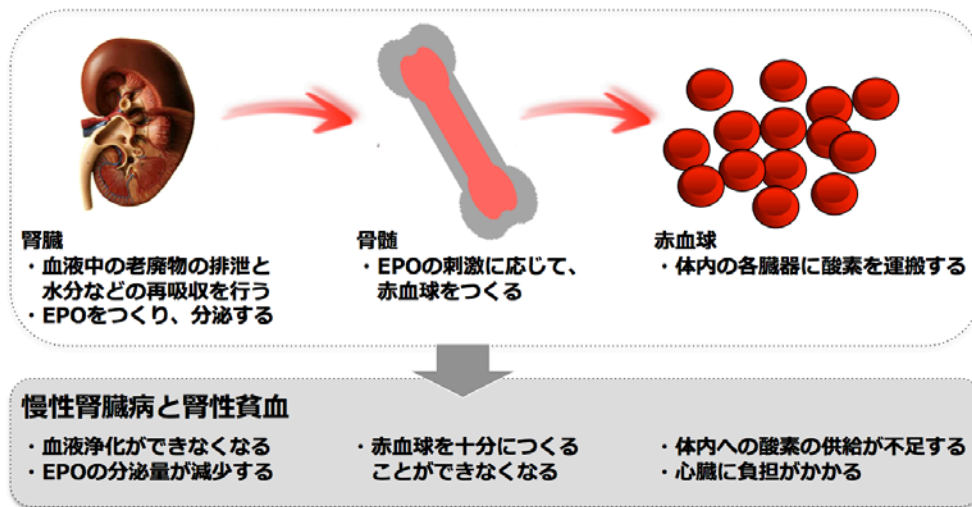 腎臓
・血液中の老廃物の排泄と
水分などの再吸収を行う
・EPOをつくり、分泌する
骨髄
・EPOの刺激に応じて、
赤血球をつくる
赤血球
・体内の各臓器に酸素を運搬する
慢性腎臓病と腎性貧血
・血液浄化ができなくなる
・EPOの分泌量が減少する
・赤血球を十分につくる
ことができなくなる
・体内への酸素の供給が不足する
・心臓に負担がかかる